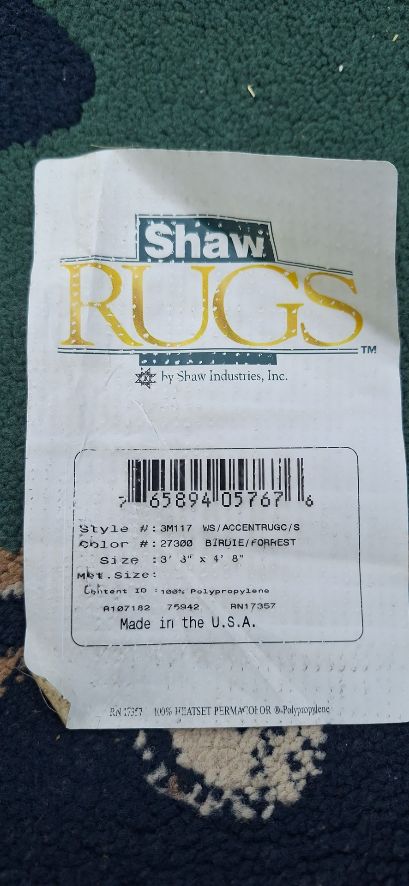 Shaw
RUGS
TM
by Shaw Industries, Inc.
7 65894 05767 6
Style #: 3M117 WS/ACCENTRUGC/S
Color #: 27300 BIRDIE/FORREST
Size : 3' 3" x 4' 8"
Met.Size:
Content ID : 100% Polypropylene
A107182 75942 RN17357
Made in the U.S.A.
RN 17357 100% HEATSET PERMACOLOR ® Polypropylene